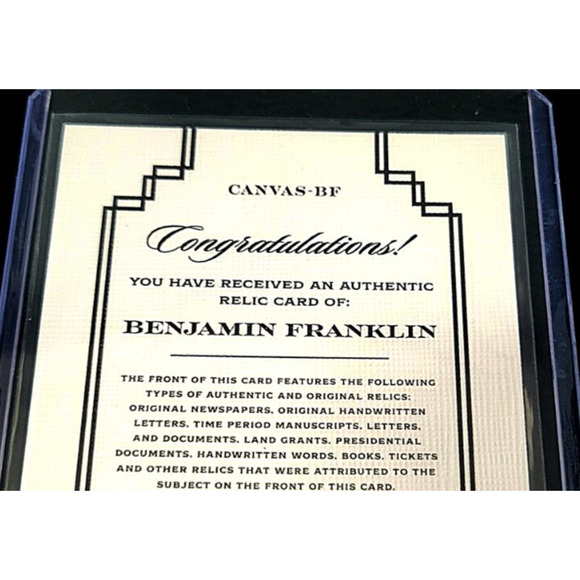 CANVAS-BF
Congratulations!
YOU HAVE RECEIVED AN AUTHENTIC
RELIC CARD OF:
BENJAMIN FRANKLIN
THE FRONT OF THIS CARD FEATURES THE FOLLOWING
TYPES OF AUTHENTIC AND ORIGINAL RELICS:
ORIGINAL NEWSPAPERS, ORIGINAL HANDWRITTEN
LETTERS, TIME PERIOD MANUSCRIPTS, LETTERS,
AND DOCUMENTS, LAND GRANTS, PRESIDENTIAL
DOCUMENTS, HANDWRITTEN WORDS, BOOKS, TICKETS
AND OTHER RELICS THAT WERE ATTRIBUTED TO THE
SUBJECT ON THE FRONT OF THIS CARD.